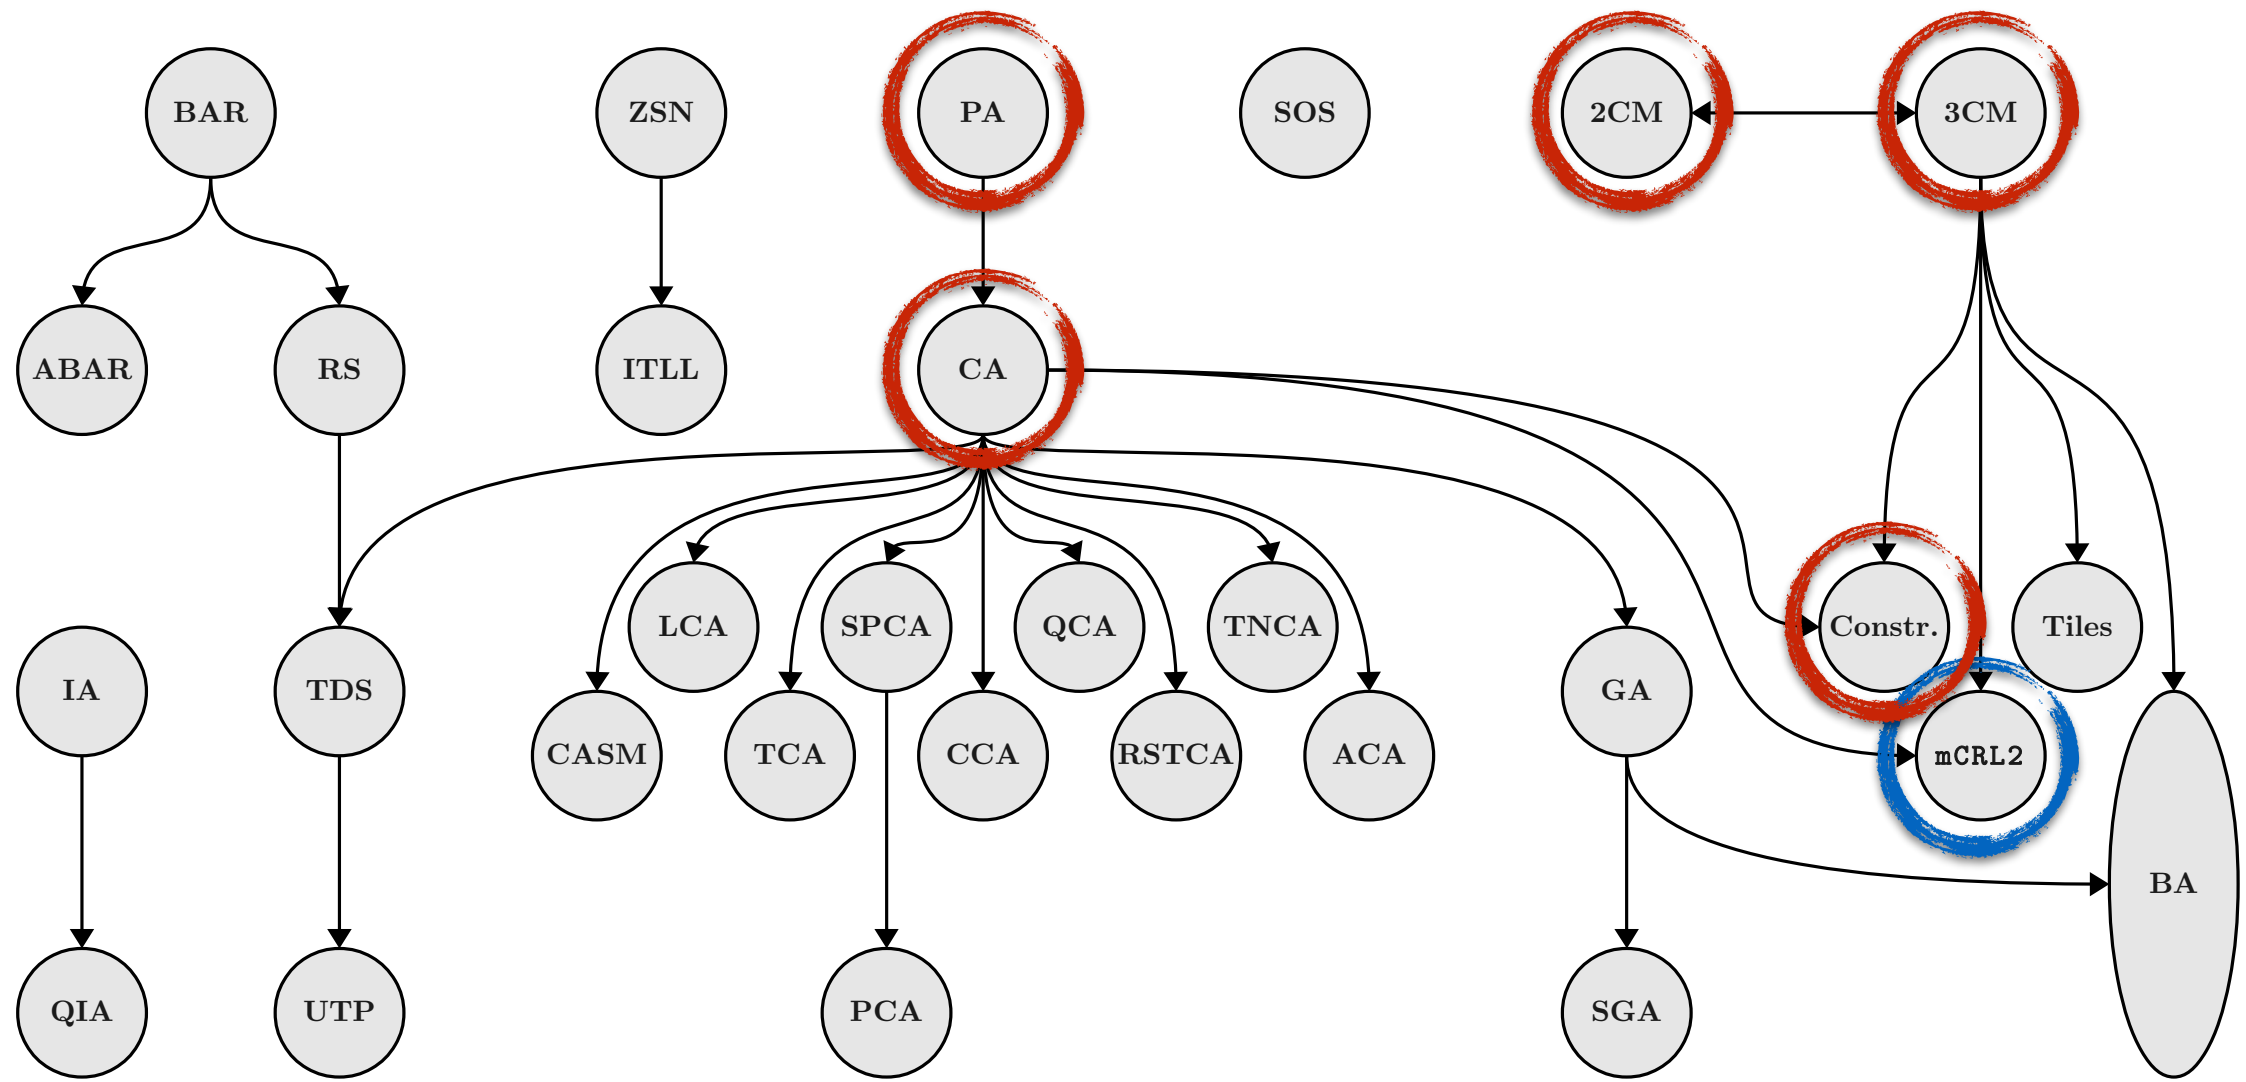 BAR
ZSN
PA
SOS
2CM
3CM
ABAR
RS
ITLL
CA
LCA
SPCA
QCA
TNCA
Constr.
Tiles
IA
TDS
GA
CASM
TCA
CCA
RSTCA
ACA
mCRL2
BA
QIA
UTP
PCA
SGA